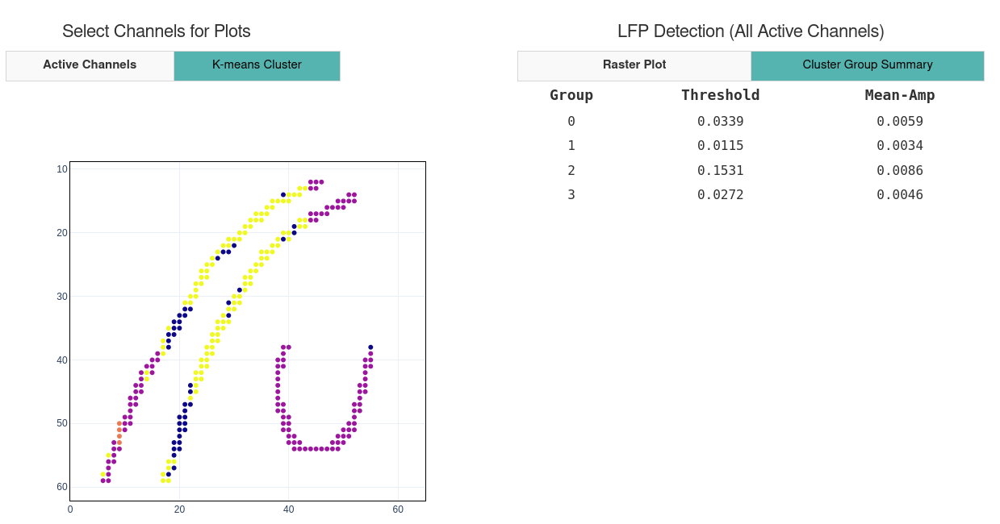 Select Channels for Plots
LFP Detection (All Active Channels)
Active Channels
K-means Cluster
Raster Plot
Cluster Group Summary
Group Threshold Mean-Amp
0 0.0339 0.0059
1 0.0115 0.0034
2 0.1531 0.0086
3 0.0272 0.0046
10
20
30
40
50
60
0 20 40 60